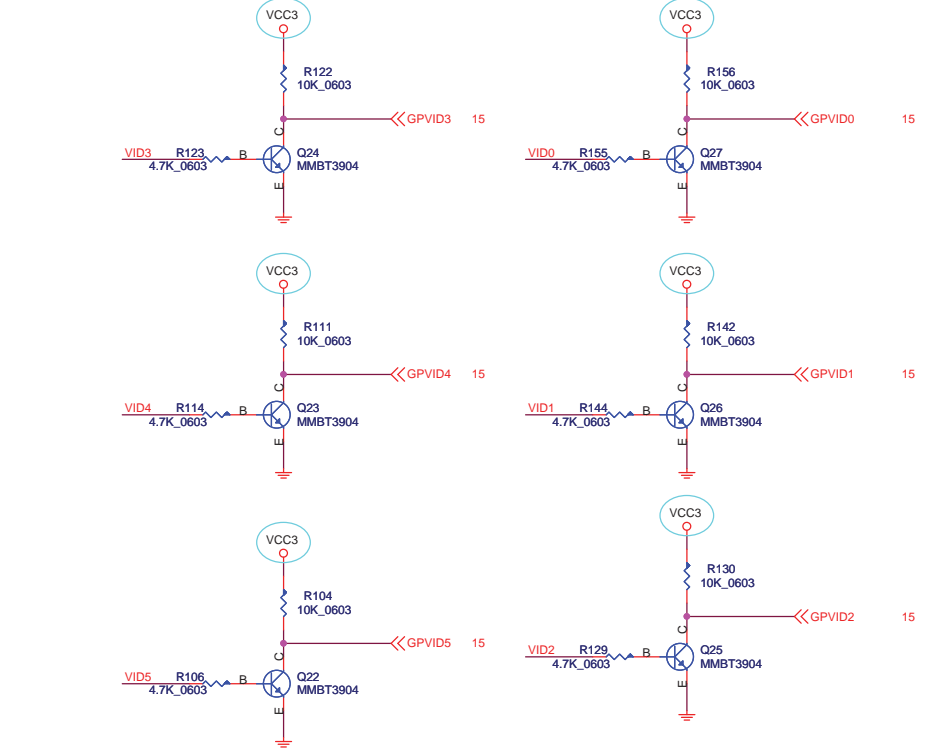 VCC3
R122
10K_0603
GPVID3 15
C
VID3 R123 B Q24
4.7K_0603 MMBT3904
E
VCC3
R156
10K_0603
GPVID0 15
C
VID0 R155 B Q27
4.7K_0603 MMBT3904
E
VCC3
R111
10K_0603
GPVID4 15
C
VID4 R114 B Q23
4.7K_0603 MMBT3904
E
VCC3
R142
10K_0603
GPVID1 15
C
VID1 R144 B Q26
4.7K_0603 MMBT3904
E
VCC3
R104
10K_0603
GPVID5 15
C
VID5 R106 B Q22
4.7K_0603 MMBT3904
E
VCC3
R130
10K_0603
GPVID2 15
C
VID2 R129 B Q25
4.7K_0603 MMBT3904
E